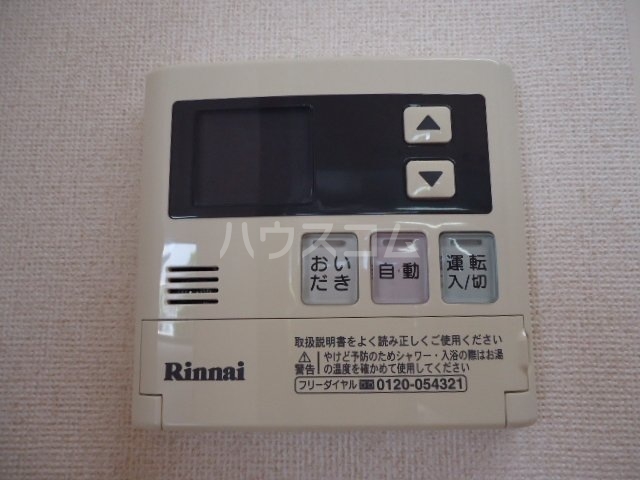 ▲
▼
ハウスコム
おい
だき
自動
運転
入/切
取扱説明書をよく読み正しくご使用ください
警告
やけど予防のためシャワー・入浴の際はお湯
の温度を確かめて使用してください
Rinnai
フリーダイヤル 0120-054321